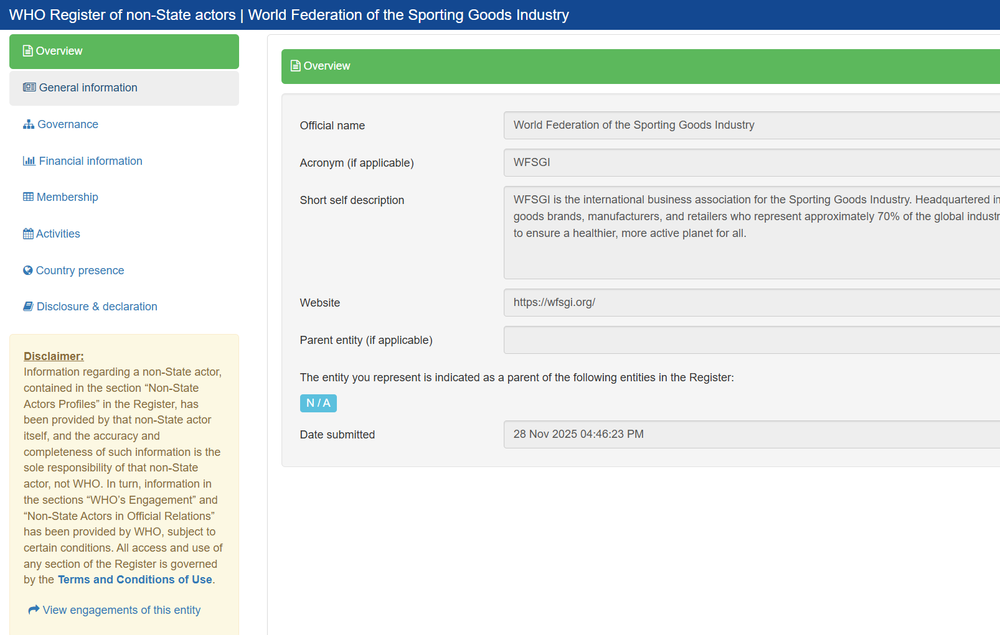 WHO Register of non-State actors | World Federation of the Sporting Goods Industry
Overview
General information
Governance
Financial information
Membership
Activities
Country presence
Disclosure & declaration
Disclaimer:
Information regarding a non-State actor,
contained in the section “Non-State
Actors Profiles” in the Register, has
been provided by that non-State actor
itself, and the accuracy and
completeness of such information is the
sole responsibility of that non-State
actor, not WHO. In turn, information in
the sections “WHO’s Engagement” and
“Non-State Actors in Official Relations”
has been provided by WHO, subject to
certain conditions. All access and use of
any section of the Register is governed
by the Terms and Conditions of Use.
View engagements of this entity
Overview
Official name
World Federation of the Sporting Goods Industry
Acronym (if applicable)
WFSGI
Short self description
WFSGI is the international business association for the Sporting Goods Industry. Headquartered in
goods brands, manufacturers, and retailers who represent approximately 70% of the global
to ensure a healthier, more active planet for all.
Website
https://wfsgi.org/
Parent entity (if applicable)
The entity you represent is indicated as a parent of the following entities in the Register:
N / A
Date submitted
28 Nov 2025 04:46:23 PM